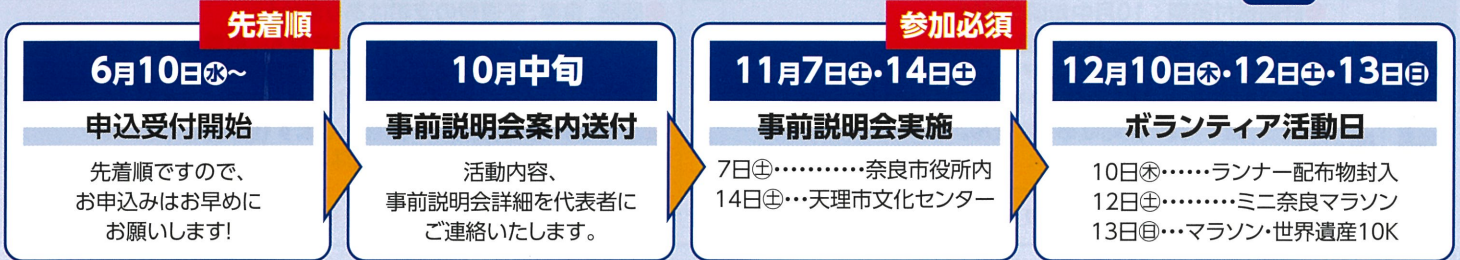 先着順
6月10日㊌~
申込受付開始
先着順ですので、
お申込みはお早めに
お願いします!
10月中旬
事前説明会案内送付
活動内容、
事前説明会詳細を代表者に
ご連絡いたします。
参加必須
11月7日㊏・14日㊏
事前説明会実施
7日㊏…………奈良市役所内
14日㊏…天理市文化センター
12月10日㊍・12日㊏・13日㊐
ボランティア活動日
10日㊍……ランナー配布物封入
12日㊏………ミニ奈良マラソン
13日㊐…マラソン・世界遺産10K